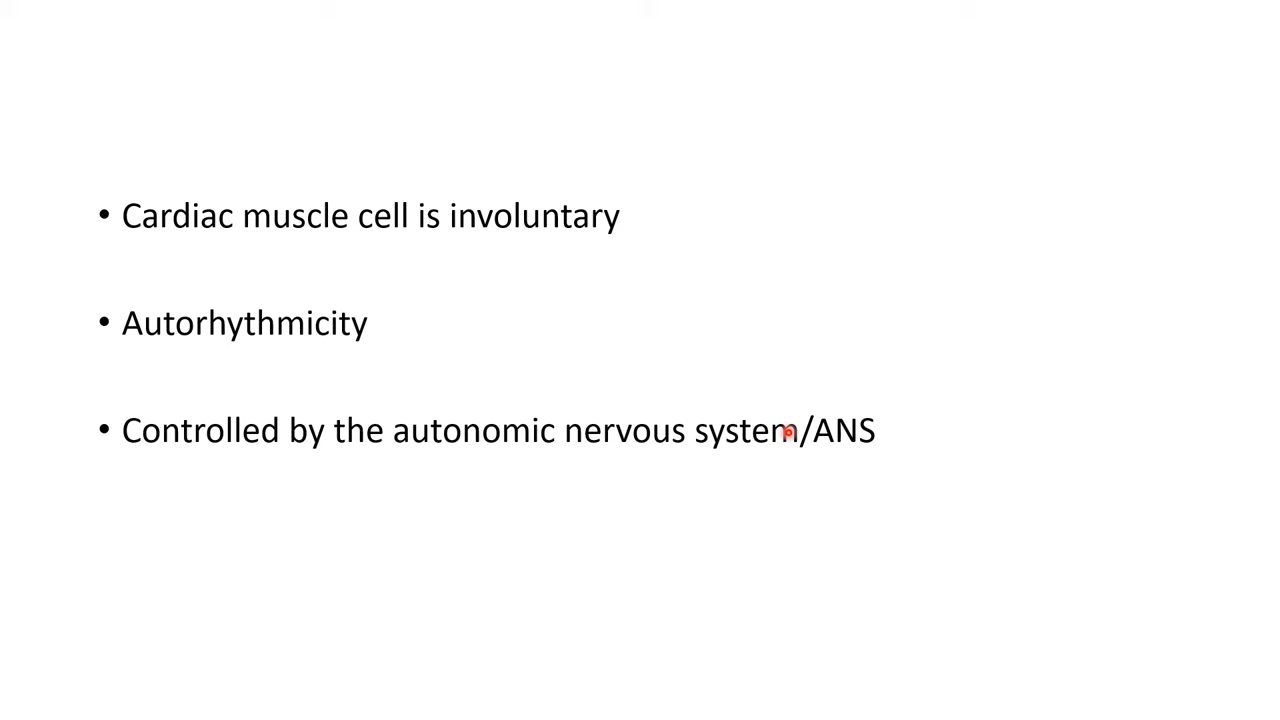 • Cardiac muscle cell is involuntary
• Autorhythmicity
• Controlled by the autonomic nervous system/ANS